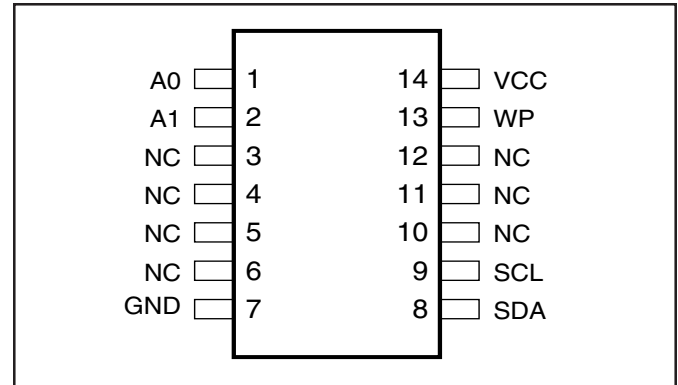 A0 1 14 VCC
A1 2 13 WP
NC 3 12 NC
NC 4 11 NC
NC 5 10 NC
NC 6 9 SCL
GND 7 8 SDA